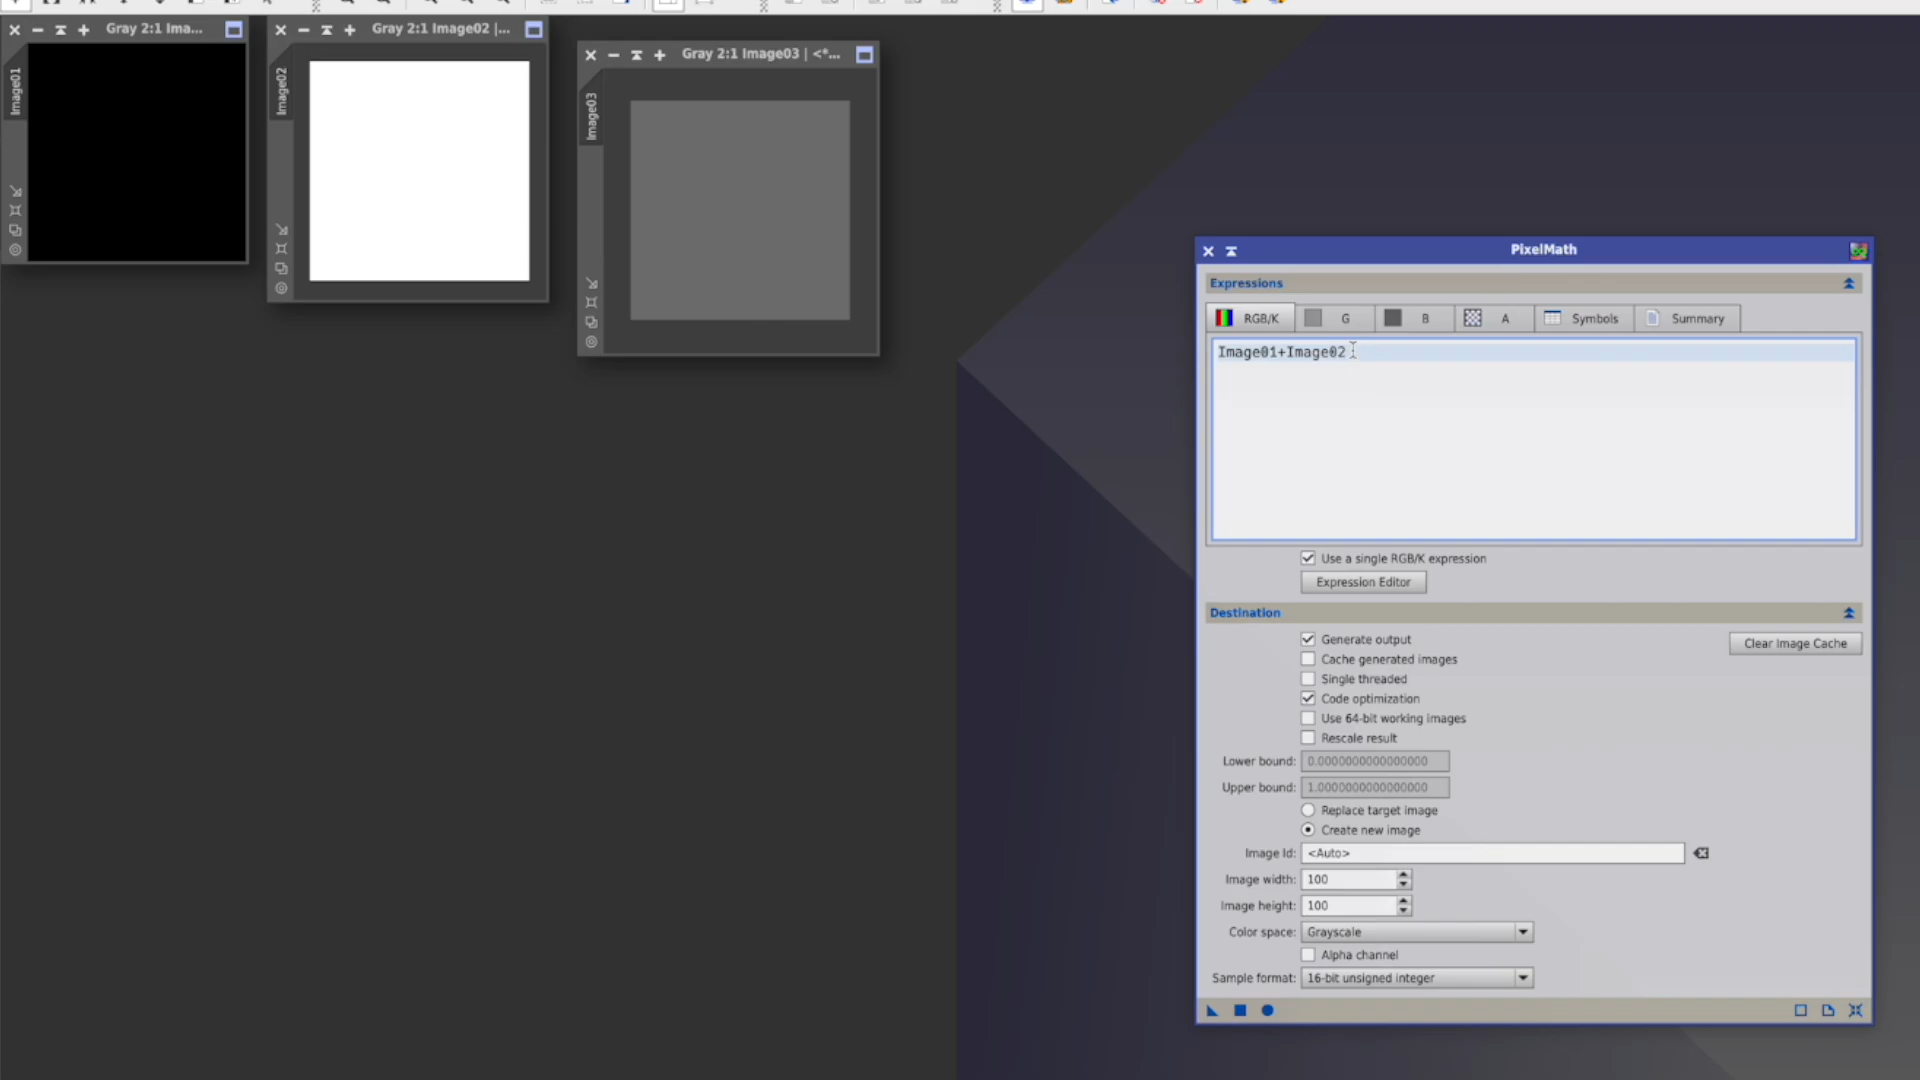 Gray 2:1 Ima...
Image01
Gray 2:1 Image02 |...
Image02
Gray 2:1 Image03 | <*...
Image03
PixelMath
Expressions
RGB/K
G
B
A
Symbols
Summary
Image01+Image02
Use a single RGB/K expression
Expression Editor
Destination
Generate output
Clear Image Cache
Cache generated images
Single threaded
Code optimization
Use 64-bit working images
Rescale result
Lower bound: 0.0000000000000000
Upper bound: 1.0000000000000000
Replace target image
Create new image
Image Id: <Auto>
Image width: 100
Image height: 100
Color space: Grayscale
Alpha channel
Sample format: 16-bit unsigned integer